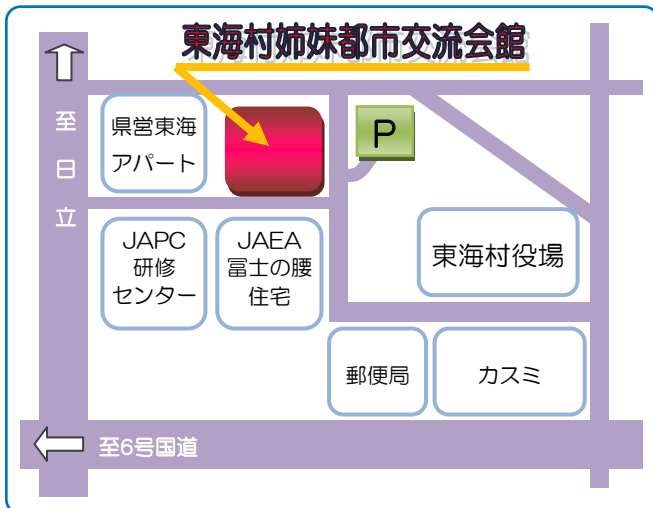 東海村姉妹都市交流会館
至日立
県営東海
アパート
P
JAPC
研修
センター
JAEA
冨士の腰
住宅
東海村役場
郵便局
カスミ
至6号国道